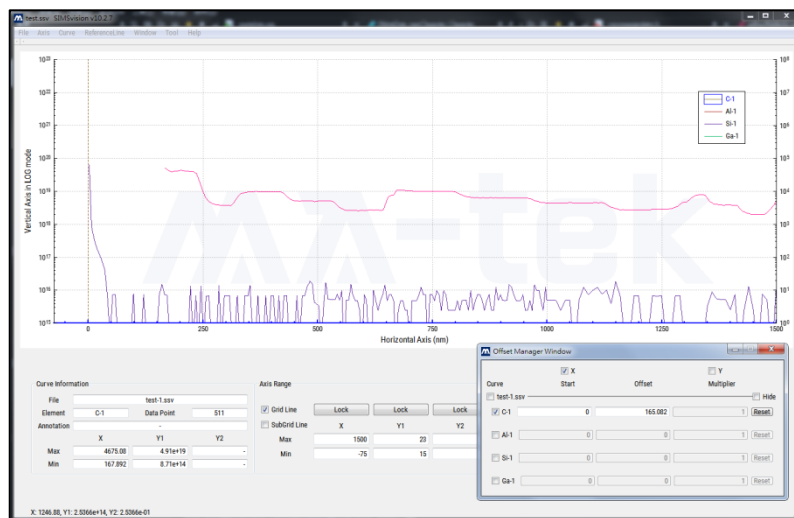 test.ssv SIMSvision v10.2.7
File Axis Curve ReferenceLine Window Tool Help
10²³
10²²
10²¹
10²⁰
10¹⁹
10¹⁸
10¹⁷
10¹⁶
10¹⁵
Vertical Axis in LOG mode
10⁸
10⁷
10⁶
10⁵
10⁴
10³
10²
10¹
10⁰
C-1
Al-1
Si-1
Ga-1
ma-tek
0 250 500 750 1000 1250 1500
Horizontal Axis (nm)
Curve Information
File test-1.ssv
Element C-1 Data Point 511
Annotation -
X Y1 Y2
Max 4675.08 4.91e+19 -
Min 167.892 8.71e+14 -
Axis Range
Grid Line Lock Lock Lock
SubGrid Line X Y1 Y2
Max 1500 23
Min -75 15
Offset Manager Window
X Y
Curve Start Offset Multiplier
test-1.ssv Hide
C-1 0 165.082 1 Reset
Al-1 0 0 1 Reset
Si-1 0 0 1 Reset
Ga-1 0 0 1 Reset
X: 1246.88, Y1: 2.5366e+14, Y2: 2.5366e-01